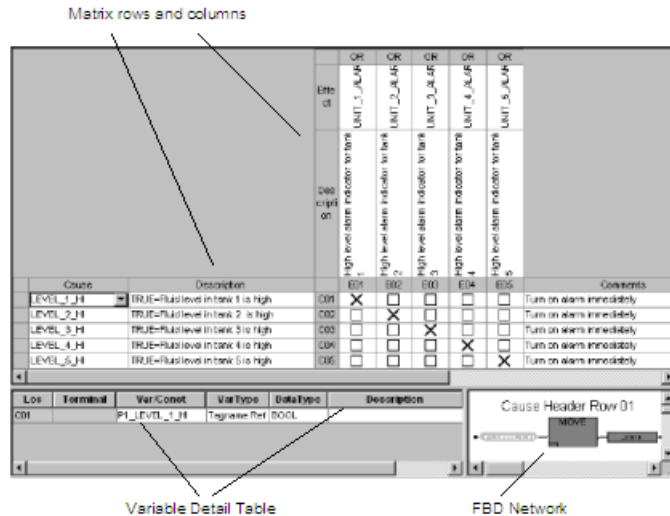 Matrix rows and columns
OR OR OR OR OR
Effe
ct
UNIT_1_ALAR
UNIT_2_ALAR
UNIT_3_ALAR
UNIT_4_ALAR
UNIT_5_ALAR
Des
cripti
on
High level alarm indicator for tank
1
High level alarm indicator for tank
2
High level alarm indicator for tank
3
High level alarm indicator for tank
4
High level alarm indicator for tank
5
Cause Description E01 E02 E03 E04 E05 Comments
LEVEL_1_HI TRUE=Fluid level in tank 1 is high C01 Turn on alarm immediately
LEVEL_2_HI TRUE=Fluid level in tank 2 is high C02 Turn on alarm immediately
LEVEL_3_HI TRUE=Fluid level in tank 3 is high C03 Turn on alarm immediately
LEVEL_4_HI TRUE=Fluid level in tank 4 is high C04 Turn on alarm immediately
LEVEL_5_HI TRUE=Fluid level in tank 5 is high C05 Turn on alarm immediately
Loc Terminal Var/Const VarType DataType Description
C01 P1_LEVEL_1_HI Tagname Ref BOOL
Cause Header Row 01
MOVE
Variable Detail Table
FBD Network